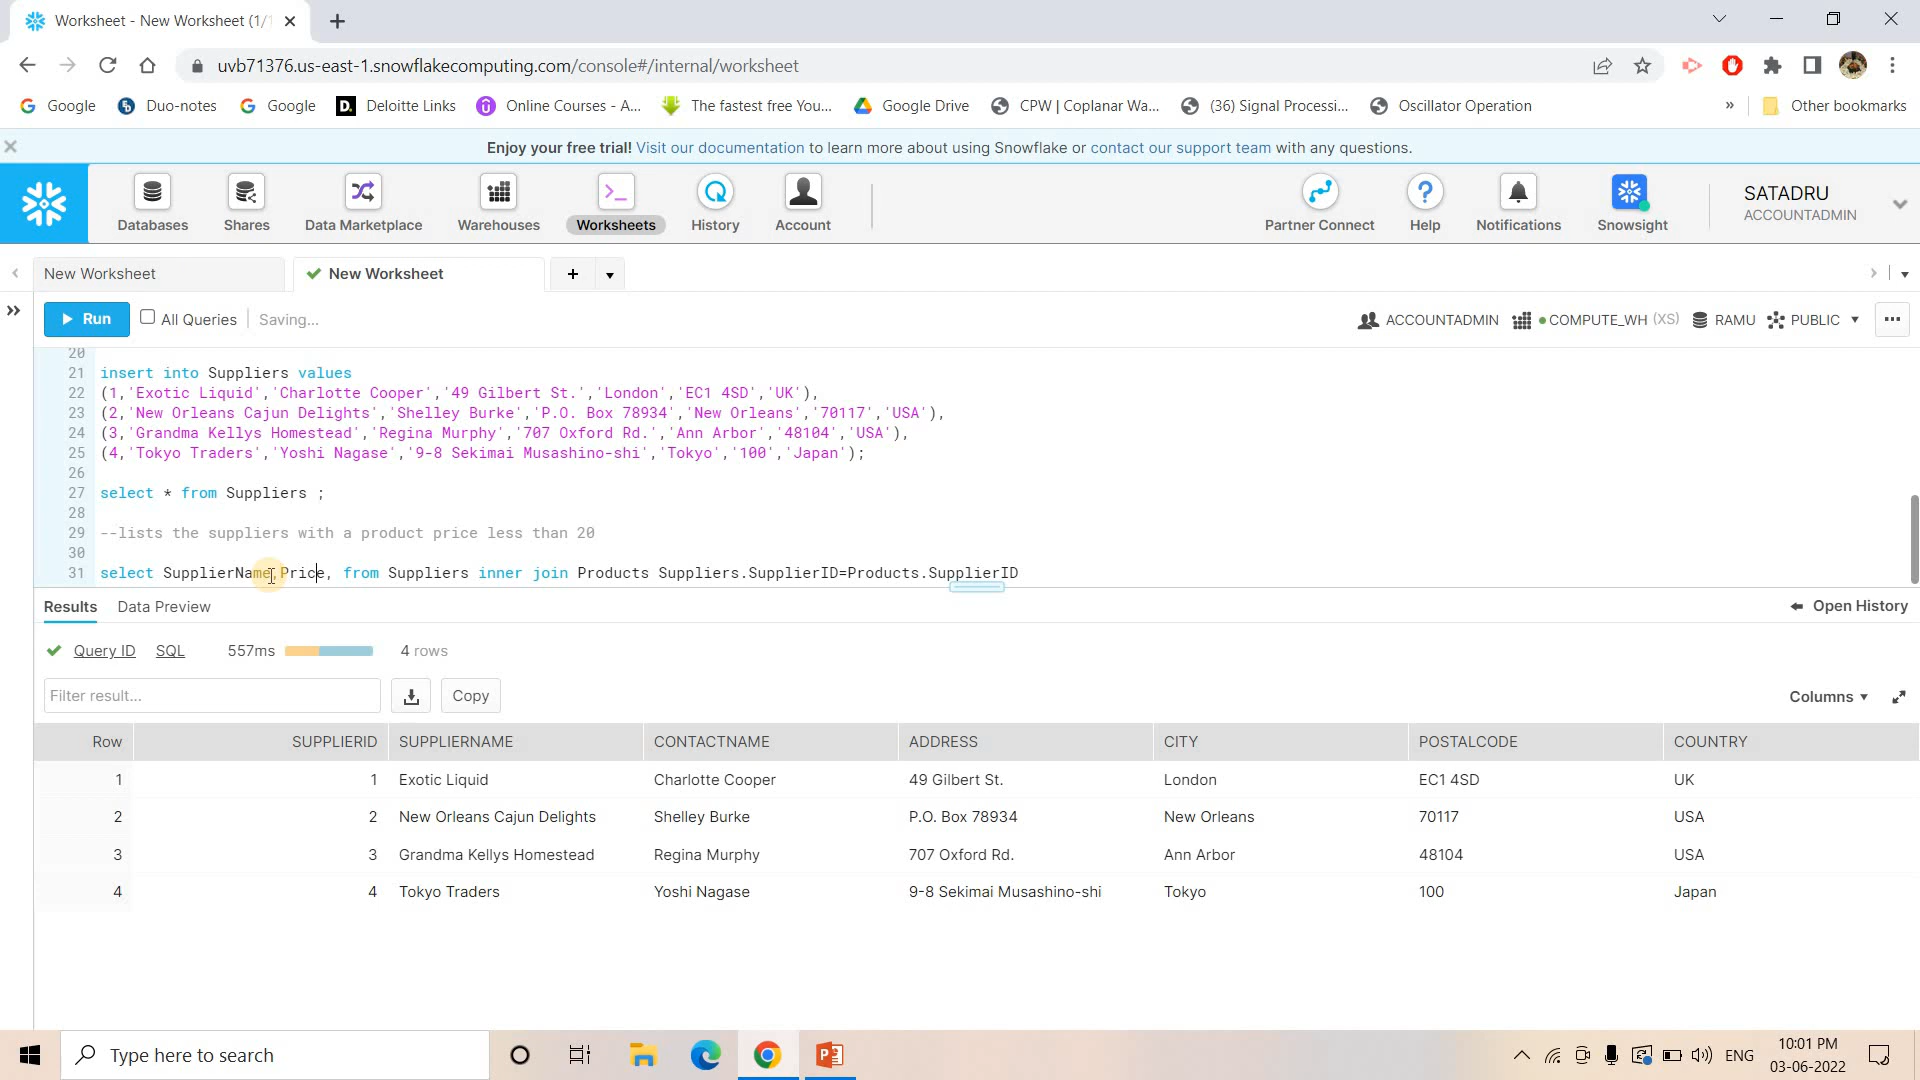 Worksheet - New Worksheet (1/1
uvb71376.us-east-1.snowflakecomputing.com/console#/internal/worksheet
Google Duo-notes Google Deloitte Links Online Courses - A... The fastest free You... Google Drive CPW | Coplanar Wa... (36) Signal Processi... Oscillator Operation » Other bookmarks
Enjoy your free trial! Visit our documentation to learn more about using Snowflake or contact our support team with any questions.
Databases Shares Data Marketplace Warehouses Worksheets History Account Partner Connect Help Notifications Snowsight
SATADRU
ACCOUNTADMIN
New Worksheet New Worksheet
Run All Queries Saving... ACCOUNTADMIN COMPUTE_WH (XS) RAMU PUBLIC
20
21 insert into Suppliers values
22 (1,'Exotic Liquid','Charlotte Cooper','49 Gilbert St.','London','EC1 4SD','UK'),
23 (2,'New Orleans Cajun Delights','Shelley Burke','P.O. Box 78934','New Orleans','70117','USA'),
24 (3,'Grandma Kellys Homestead','Regina Murphy','707 Oxford Rd.','Ann Arbor','48104','USA'),
25 (4,'Tokyo Traders','Yoshi Nagase','9-8 Sekimai Musashino-shi','Tokyo','100','Japan');
26
27 select * from Suppliers ;
28
29 --lists the suppliers with a product price less than 20
30
31 select SupplierName,Price, from Suppliers inner join Products Suppliers.SupplierID=Products.SupplierID
Results Data Preview Open History
Query ID SQL 557ms 4 rows
Filter result... Copy Columns
Row SUPPLIERID SUPPLIERNAME CONTACTNAME ADDRESS CITY POSTALCODE COUNTRY
1 1 Exotic Liquid Charlotte Cooper 49 Gilbert St. London EC1 4SD UK
2 2 New Orleans Cajun Delights Shelley Burke P.O. Box 78934 New Orleans 70117 USA
3 3 Grandma Kellys Homestead Regina Murphy 707 Oxford Rd. Ann Arbor 48104 USA
4 4 Tokyo Traders Yoshi Nagase 9-8 Sekimai Musashino-shi Tokyo 100 Japan
Type here to search
ENG
10:01 PM
03-06-2022